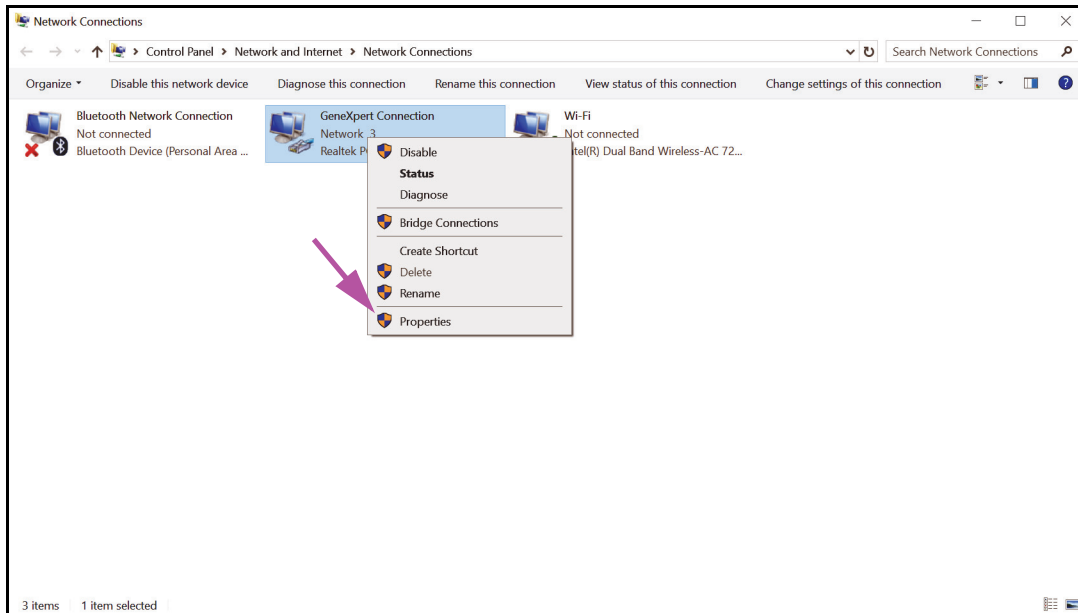 Network Connections
Control Panel > Network and Internet > Network Connections
Search Network Connections
Organize Disable this network device Diagnose this connection Rename this connection View status of this connection Change settings of this connection
Bluetooth Network Connection
Not connected
Bluetooth Device (Personal Area ...
GeneXpert Connection
Network 3
Realtek
Wi-Fi
Not connected
Dual Band Wireless-AC 72...
Disable
Status
Diagnose
Bridge Connections
Create Shortcut
Delete
Rename
Properties
3 items 1 item selected